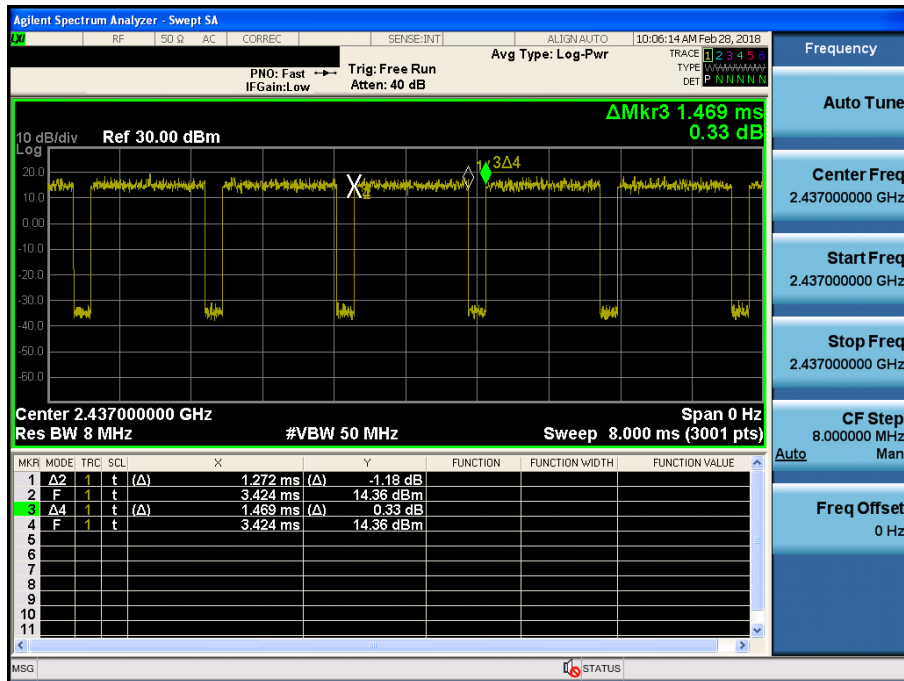 Agilent Spectrum Analyzer - Swept SA
LXI RF 50 Ω AC CORREC SENSE:INT ALIGN AUTO 10:06:14 AM Feb 28, 2018
PNO: Fast Trig: Free Run Avg Type: Log-Pwr TRACE 1 2 3 4 5 6
IFGain:Low Atten: 40 dB TYPE WWWWWW
DET P N N N N N
ΔMkr3 1.469 ms
0.33 dB
10 dB/div Ref 30.00 dBm
Log
20.0
10.0
0.00
-10.0
-20.0
-30.0
-40.0
-50.0
-60.0
3Δ4
X
Center 2.437000000 GHz Span 0 Hz
Res BW 8 MHz #VBW 50 MHz Sweep 8.000 ms (3001 pts)
MKR MODE TRC SCL X Y FUNCTION FUNCTION WIDTH FUNCTION VALUE
1 Δ2 1 t (Δ) 1.272 ms (Δ) -1.18 dB
2 F 1 t 3.424 ms 14.36 dBm
3 Δ4 1 t (Δ) 1.469 ms (Δ) 0.33 dB
4 F 1 t 3.424 ms 14.36 dBm
5
6
7
8
9
10
11
MSG STATUS
Frequency
Auto Tune
Center Freq
2.437000000 GHz
Start Freq
2.437000000 GHz
Stop Freq
2.437000000 GHz
CF Step
8.000000 MHz
Auto Man
Freq Offset
0 Hz